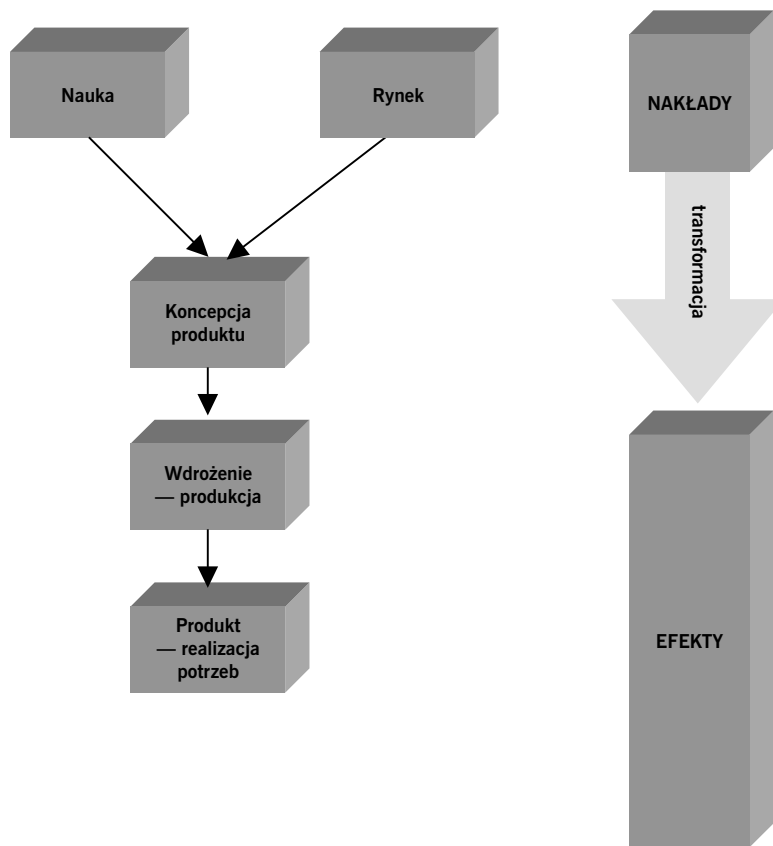 Nauka
Rynek
NAKŁADY
transformacja
Koncepcja
produktu
Wdrożenie
— produkcja
Produkt
— realizacja
potrzeb
EFEKTY